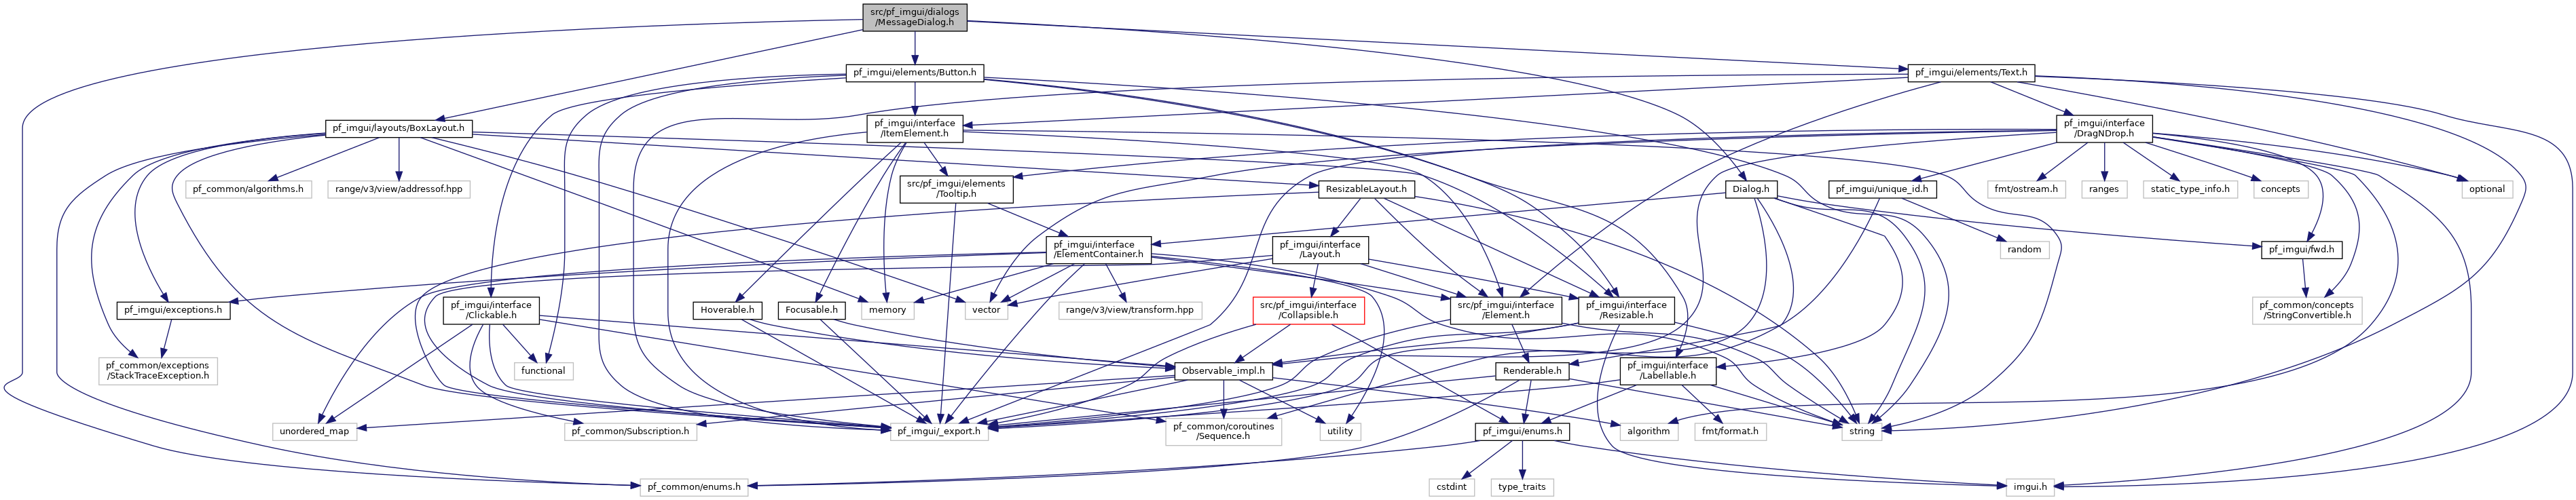 src/pf_imgui/dialogs
/MessageDialog.h
pf_imgui/elements/Button.h
pf_imgui/elements/Text.h
pf_imgui/layouts/BoxLayout.h
pf_imgui/interface
/ItemElement.h
pf_imgui/interface
/DragNDrop.h
pf_common/algorithms.h
range/v3/view/addressof.hpp
src/pf_imgui/elements
/Tooltip.h
ResizableLayout.h
Dialog.h
pf_imgui/unique_id.h
fmt/ostream.h
ranges
static_type_info.h
concepts
optional
pf_imgui/interface
/ElementContainer.h
pf_imgui/interface
/Layout.h
random
pf_imgui/fwd.h
pf_imgui/exceptions.h
pf_imgui/interface
/Clickable.h
Hoverable.h
Focusable.h
memory
vector
range/v3/view/transform.hpp
src/pf_imgui/interface
/Collapsible.h
src/pf_imgui/interface
/Element.h
pf_imgui/interface
/Resizable.h
pf_common/concepts
/StringConvertible.h
pf_common/exceptions
/StackTraceException.h
functional
Observable_impl.h
Renderable.h
pf_imgui/interface
/Labellable.h
unordered_map
pf_common/Subscription.h
pf_imgui/_export.h
pf_common/coroutines
/Sequence.h
utility
pf_imgui/enums.h
algorithm
fmt/format.h
string
pf_common/enums.h
cstdint
type_traits
imgui.h